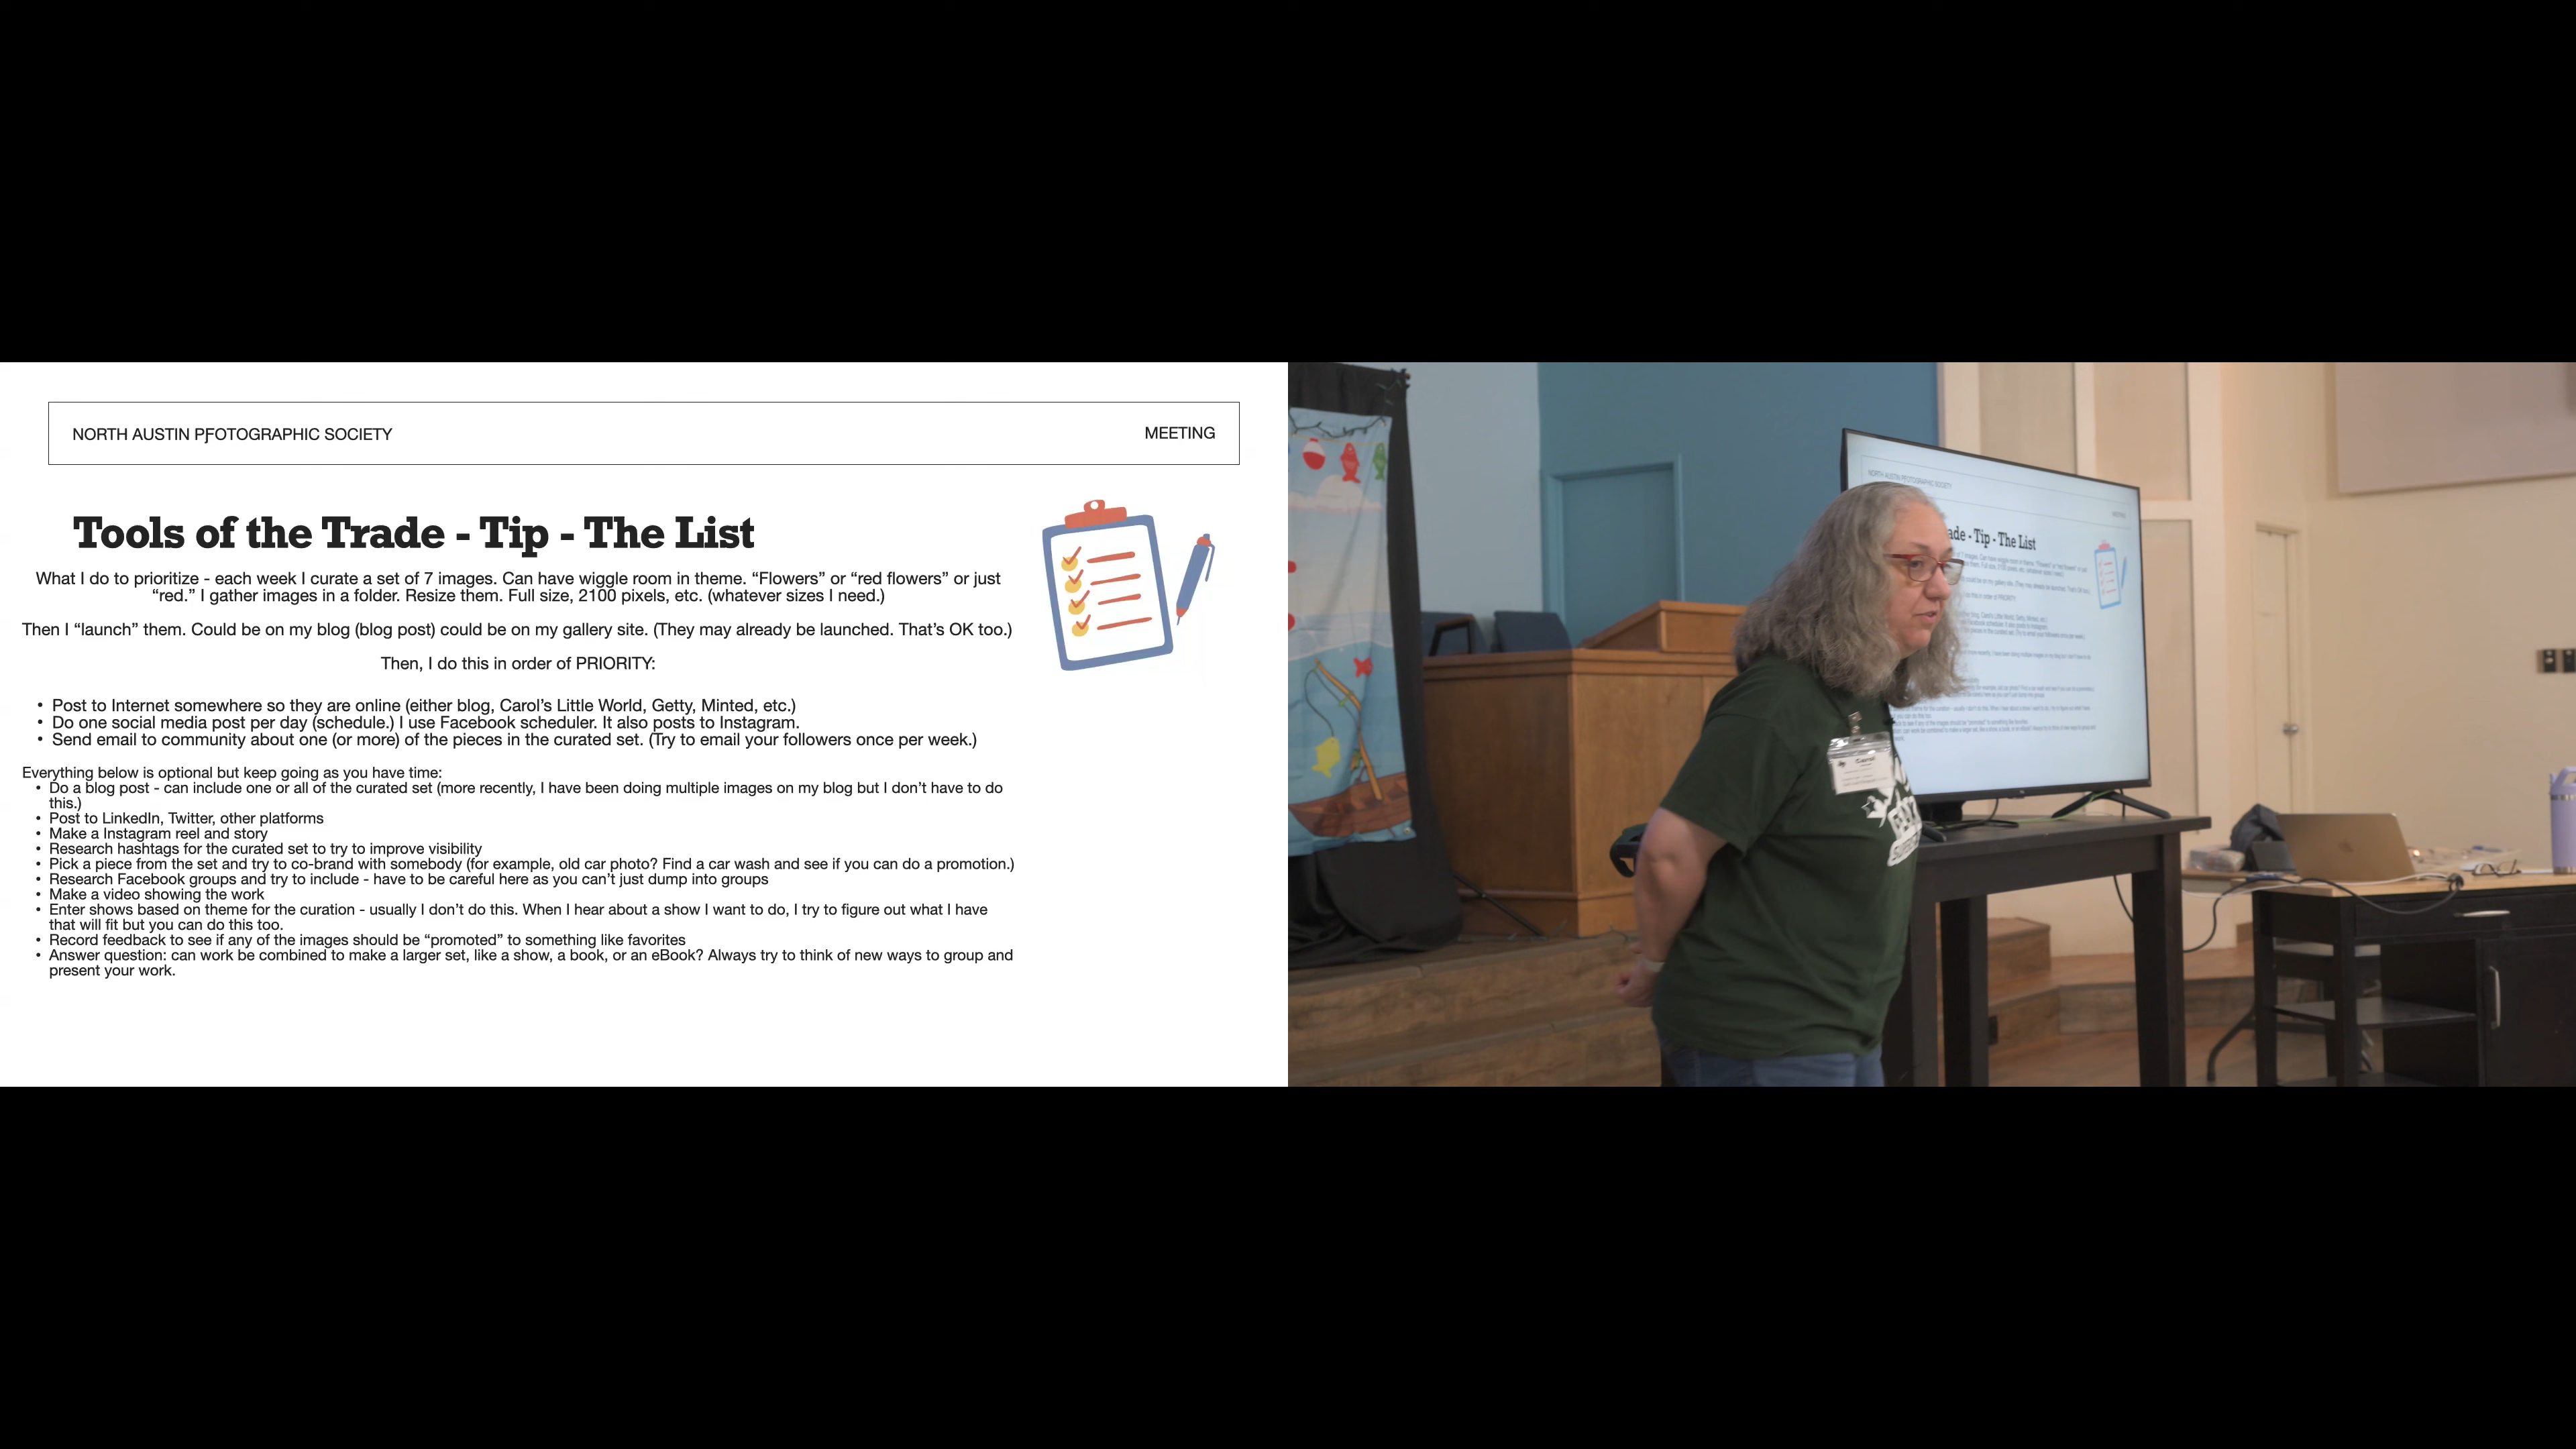 NORTH AUSTIN PFOTOGRAPHIC SOCIETY
MEETING
Tools of the Trade - Tip - The List
What I do to prioritize - each week I curate a set of 7 images. Can have wiggle room in theme. “Flowers” or “red flowers” or just
“red.” I gather images in a folder. Resize them. Full size, 2100 pixels, etc. (whatever sizes I need.)
Then I “launch” them. Could be on my blog (blog post) could be on my gallery site. (They may already be launched. That’s OK too.)
Then, I do this in order of PRIORITY:
• Post to Internet somewhere so they are online (either blog, Carol’s Little World, Getty, Minted, etc.)
• Do one social media post per day (schedule.) I use Facebook scheduler. It also posts to Instagram.
• Send email to community about one (or more) of the pieces in the curated set. (Try to email your followers once per week.)
Everything below is optional but keep going as you have time:
• Do a blog post - can include one or all of the curated set (more recently, I have been doing multiple images on my blog but I don’t have to do
this.)
• Post to LinkedIn, Twitter, other platforms
• Make a Instagram reel and story
• Research hashtags for the curated set to try to improve visibility
• Pick a piece from the set and try to co-brand with somebody (for example, old car photo? Find a car wash and see if you can do a promotion.)
• Research Facebook groups and try to include - have to be careful here as you can’t just dump into groups
• Make a video showing the work
• Enter shows based on theme for the curation - usually I don’t do this. When I hear about a show I want to do, I try to figure out what I have
that will fit but you can do this too.
• Record feedback to see if any of the images should be “promoted” to something like favorites
• Answer question: can work be combined to make a larger set, like a show, a book, or an eBook? Always try to think of new ways to group and
present your work.
NORTH AUSTIN PFOTOGRAPHIC SOCIETY
ade - Tip - The List
Carol